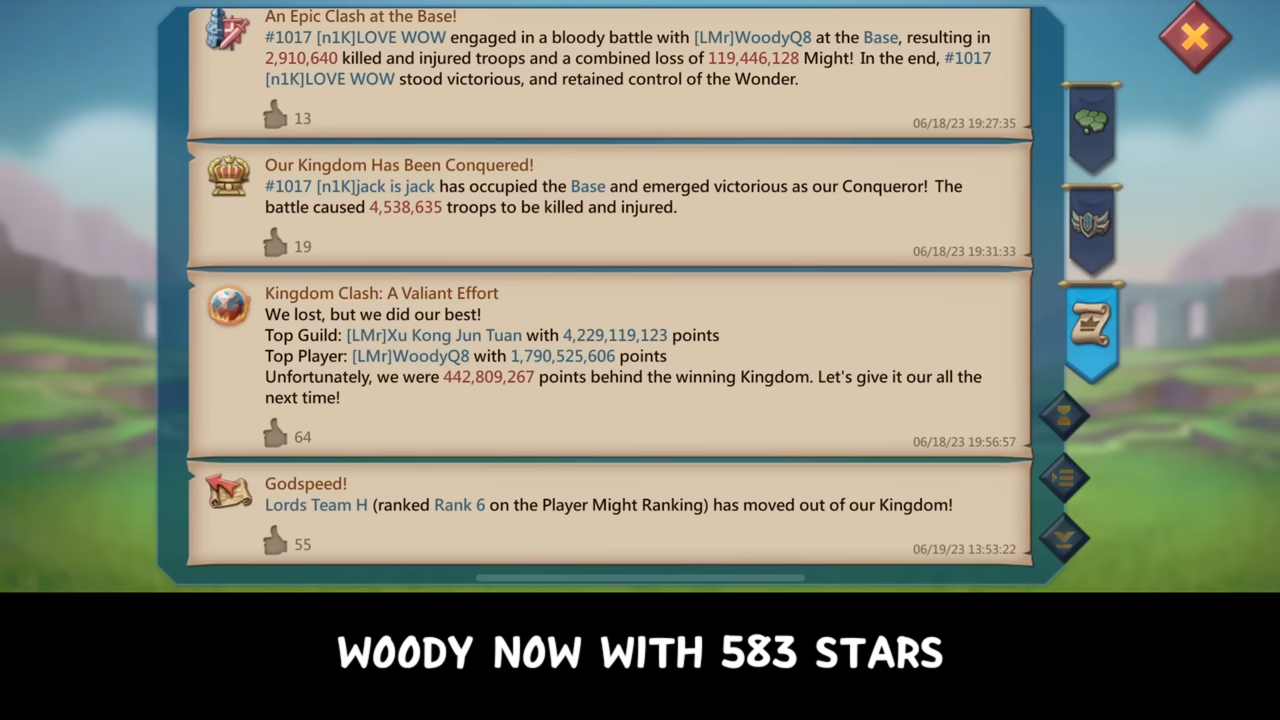 An Epic Clash at the Base!
#1017 [n1K]LOVE WOW engaged in a bloody battle with [LMr]WoodyQ8 at the Base, resulting in
2,910,640 killed and injured troops and a combined loss of 119,446,128 Might! In the end, #1017
[n1K]LOVE WOW stood victorious, and retained control of the Wonder.
13
06/18/23 19:27:35
Our Kingdom Has Been Conquered!
#1017 [n1K]jack is jack has occupied the Base and emerged victorious as our Conqueror! The
battle caused 4,538,635 troops to be killed and injured.
19
06/18/23 19:31:33
Kingdom Clash: A Valiant Effort
We lost, but we did our best!
Top Guild: [LMr]Xu Kong Jun Tuan with 4,229,119,123 points
Top Player: [LMr]WoodyQ8 with 1,790,525,606 points
Unfortunately, we were 442,809,267 points behind the winning Kingdom. Let's give it our all the
next time!
64
06/18/23 19:56:57
Godspeed!
Lords Team H (ranked Rank 6 on the Player Might Ranking) has moved out of our Kingdom!
55
06/19/23 13:53:22
WOODY NOW WITH 583 STARS